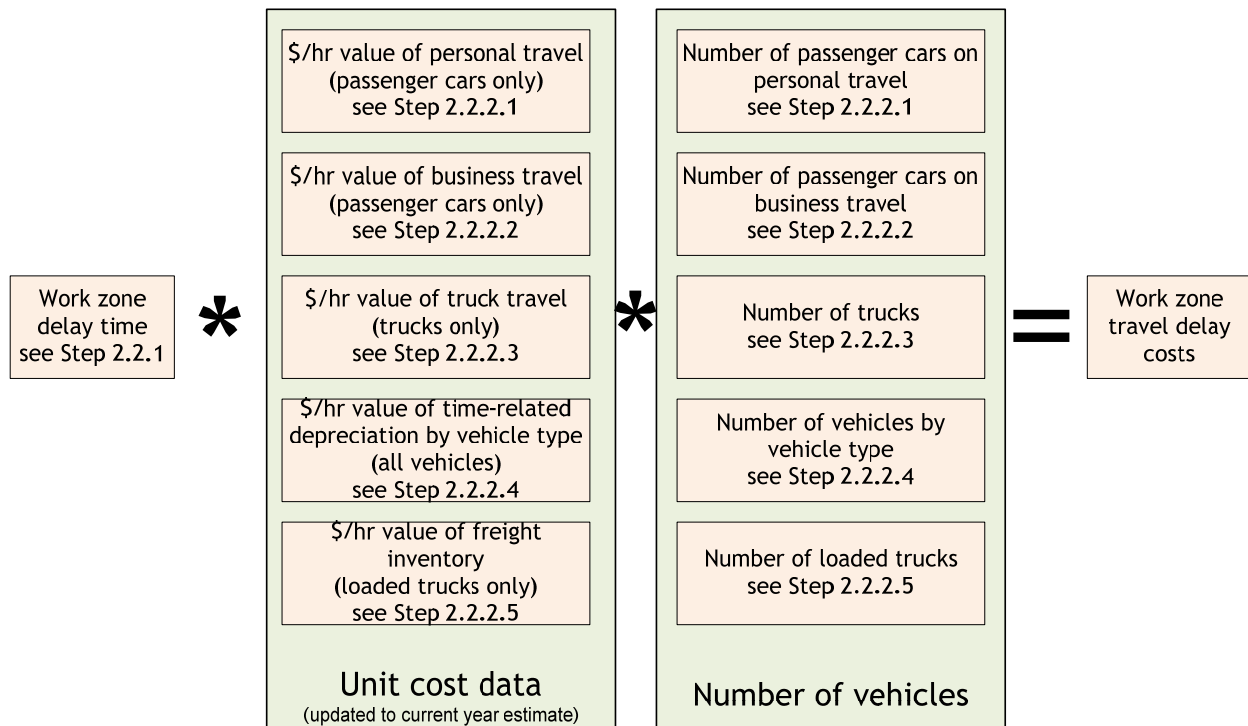 Work zone
delay time
see Step 2.2.1
*
$/hr value of personal travel
(passenger cars only)
see Step 2.2.2.1
$/hr value of business travel
(passenger cars only)
see Step 2.2.2.2
$/hr value of truck travel
(trucks only)
see Step 2.2.2.3
$/hr value of time-related
depreciation by vehicle type
(all vehicles)
see Step 2.2.2.4
$/hr value of freight
inventory
(loaded trucks only)
see Step 2.2.2.5
Unit cost data
(updated to current year estimate)
*
Number of passenger cars on
personal travel
see Step 2.2.2.1
Number of passenger cars on
business travel
see Step 2.2.2.2
Number of trucks
see Step 2.2.2.3
Number of vehicles by
vehicle type
see Step 2.2.2.4
Number of loaded trucks
see Step 2.2.2.5
Number of vehicles
=
Work zone
travel delay
costs